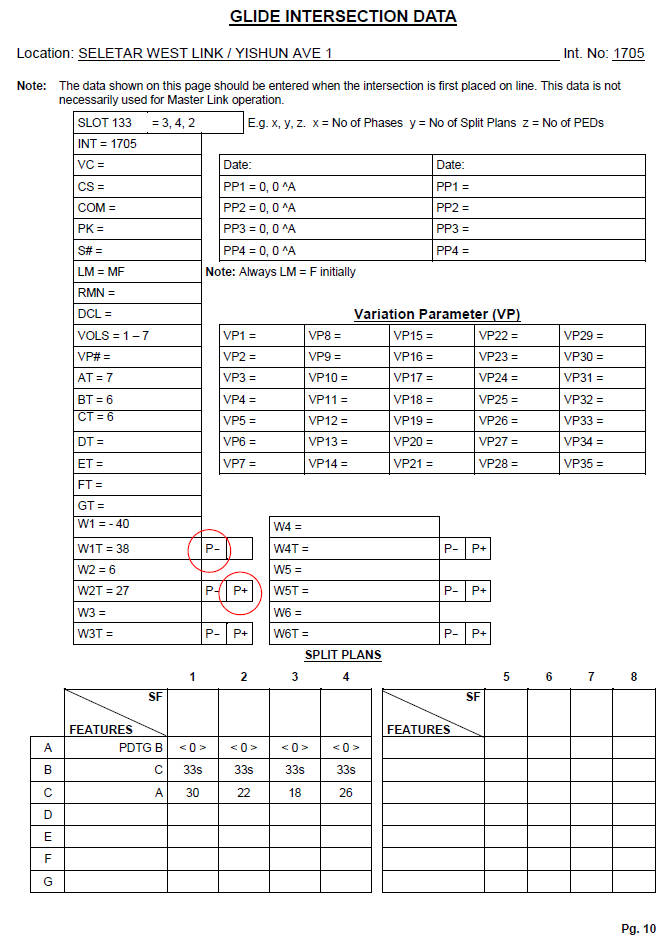 GLIDE INTERSECTION DATA
Location: SELETAR WEST LINK / YISHUN AVE 1 Int. No: 1705
Note: The data shown on this page should be entered when the intersection is first placed on line. This data is not
necessarily used for Master Link operation.
SLOT 133 = 3, 4, 2 E.g. x, y, z. x = No of Phases y = No of Split Plans z = No of PEDs
INT = 1705
VC = Date: Date:
CS = PP1 = 0, 0 ^A PP1 =
COM = PP2 = 0, 0 ^A PP2 =
PK = PP3 = 0, 0 ^A PP3 =
S# = PP4 = 0, 0 ^A PP4 =
LM = MF Note: Always LM = F initially
RMN =
DCL = Variation Parameter (VP)
VOLS = 1 – 7 VP1 = VP8 = VP15 = VP22 = VP29 =
VP# = VP2 = VP9 = VP16 = VP23 = VP30 =
AT = 7 VP3 = VP10 = VP17 = VP24 = VP31 =
BT = 6 VP4 = VP11 = VP18 = VP25 = VP32 =
CT = 6 VP5 = VP12 = VP19 = VP26 = VP33 =
DT = VP6 = VP13 = VP20 = VP27 = VP34 =
ET = VP7 = VP14 = VP21 = VP28 = VP35 =
FT =
GT =
W1 = - 40 W4 =
W1T = 38 P– W4T = P– P+
W2 = 6 W5 =
W2T = 27 P– P+ W5T = P– P+
W3 = W6 =
W3T = P– P+ W6T = P– P+
SPLIT PLANS
1 2 3 4 5 6 7 8
SF SF
FEATURES FEATURES
A PDTG B < 0 > < 0 > < 0 > < 0 >
B C 33s 33s 33s 33s
C A 30 22 18 26
D
E
F
G
Pg. 10